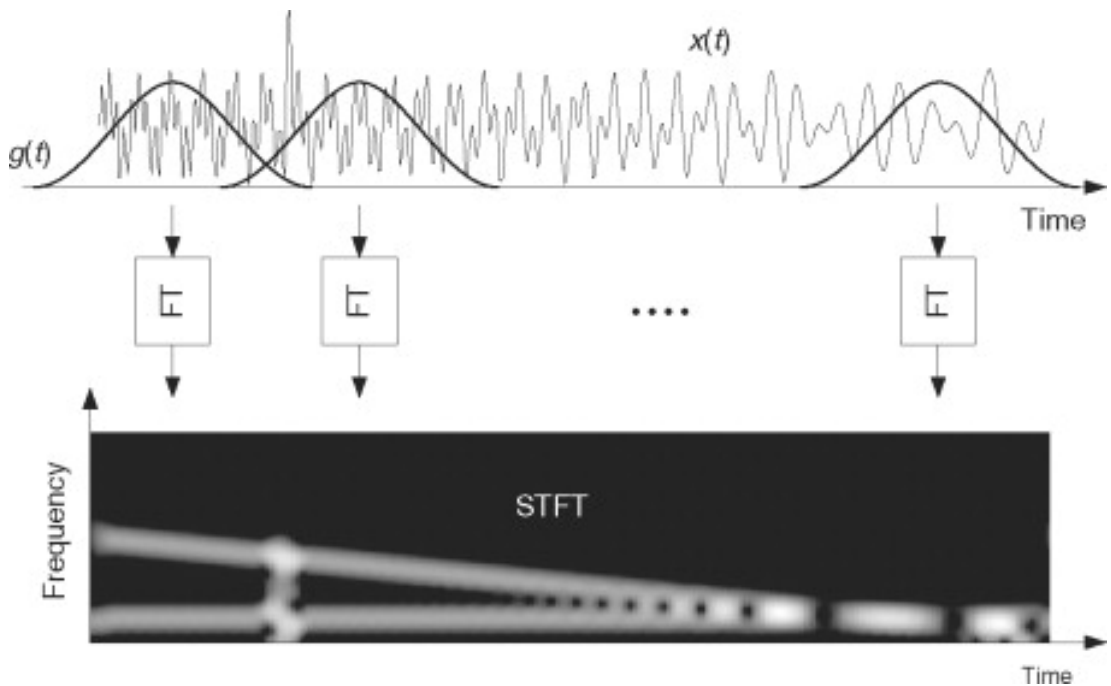 x(t)
g(t)
Time
FT
FT
....
FT
Frequency
STFT
Time